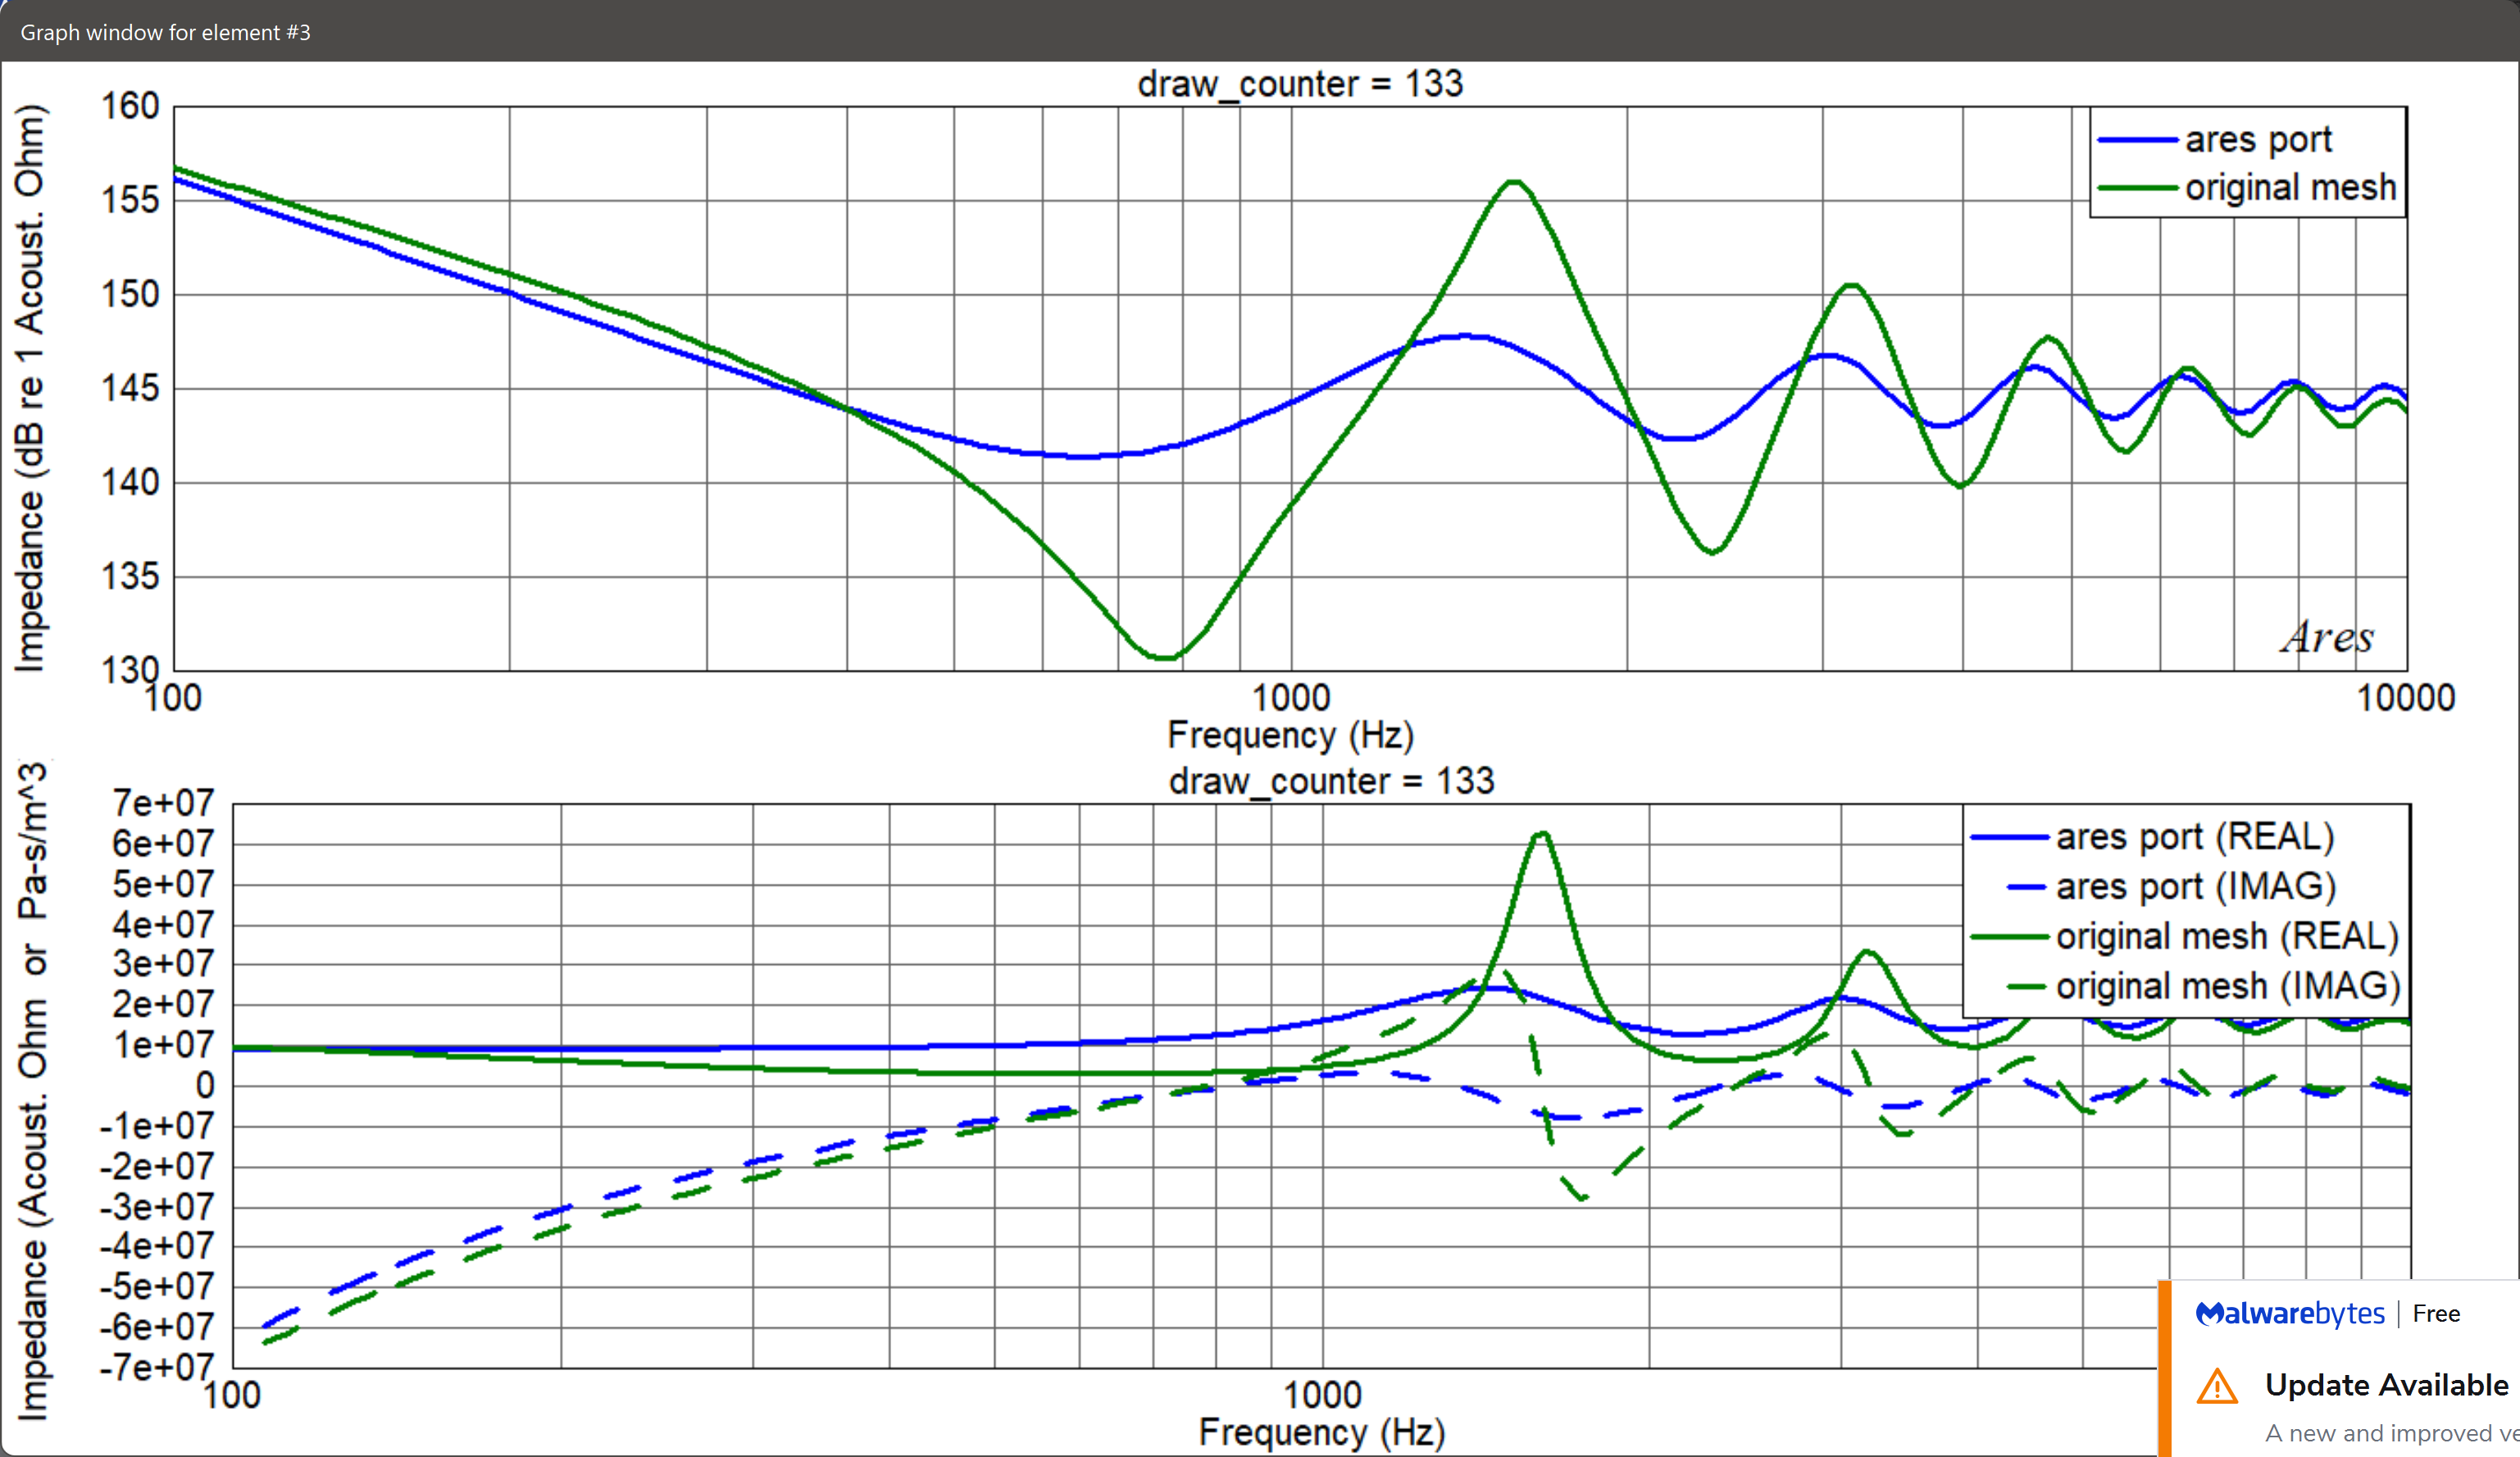 Graph window for element #3
draw_counter = 133
Impedance (dB re 1 Acoust. Ohm)
160
155
150
145
140
135
130
ares port
original mesh
Ares
100
1000
10000
Frequency (Hz)
draw_counter = 133
Impedance (Acoust. Ohm or Pa-s/m^3
7e+07
6e+07
5e+07
4e+07
3e+07
2e+07
1e+07
0
-1e+07
-2e+07
-3e+07
-4e+07
-5e+07
-6e+07
-7e+07
ares port (REAL)
ares port (IMAG)
original mesh (REAL)
original mesh (IMAG)
100
1000
Frequency (Hz)
Malwarebytes | Free
Update Available
A new and improved ve